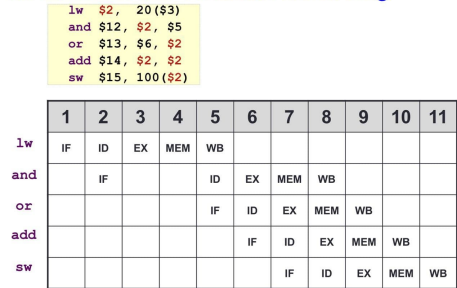 lw $2, 20($3)
and $12, $2, $5
or $13, $6, $2
add $14, $2, $2
sw $15, 100($2)
1 2 3 4 5 6 7 8 9 10 11
lw IF ID EX MEM WB
and IF ID EX MEM WB
or IF ID EX MEM WB
add IF ID EX MEM WB
sw IF ID EX MEM WB